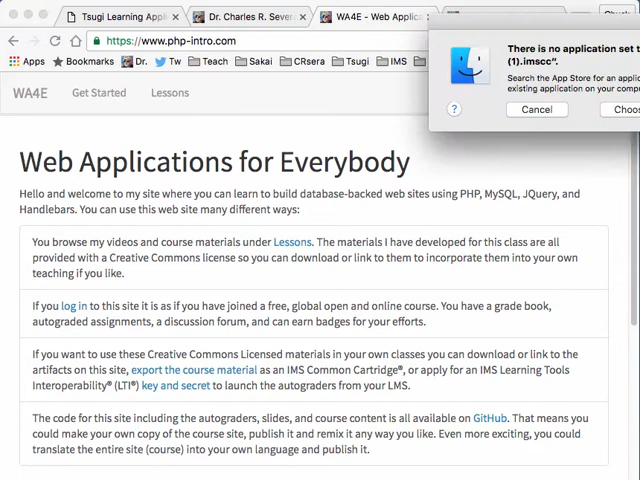 Tsugi Learning Appli
Dr. Charles R. Sever
WA4E - Web Applica
Chuck
https://www.php-intro.com
Apps
Bookmarks
Dr.
Tw
Teach
Sakai
CRsera
Tsugi
IMS
WA4E
Get Started
Lessons
There is no application set t
(1).imscc“.
Search the App Store for an applic
existing application on your compu
?
Cancel
Choos
Web Applications for Everybody
Hello and welcome to my site where you can learn to build database-backed web sites using PHP, MySQL, JQuery, and
Handlebars. You can use this web site many different ways:
You browse my videos and course materials under Lessons. The materials I have developed for this class are all
provided with a Creative Commons license so you can download or link to them to incorporate them into your own
teaching if you like.
If you log in to this site it is as if you have joined a free, global open and online course. You have a grade book,
autograded assignments, a discussion forum, and can earn badges for your efforts.
If you want to use these Creative Commons Licensed materials in your own classes you can download or link to the
artifacts on this site, export the course material as an IMS Common Cartridge®, or apply for an IMS Learning Tools
Interoperability® (LTI®) key and secret to launch the autograders from your LMS.
The code for this site including the autograders, slides, and course content is all available on GitHub. That means you
could make your own copy of the course site, publish it and remix it any way you like. Even more exciting, you could
translate the entire site (course) into your own language and publish it.